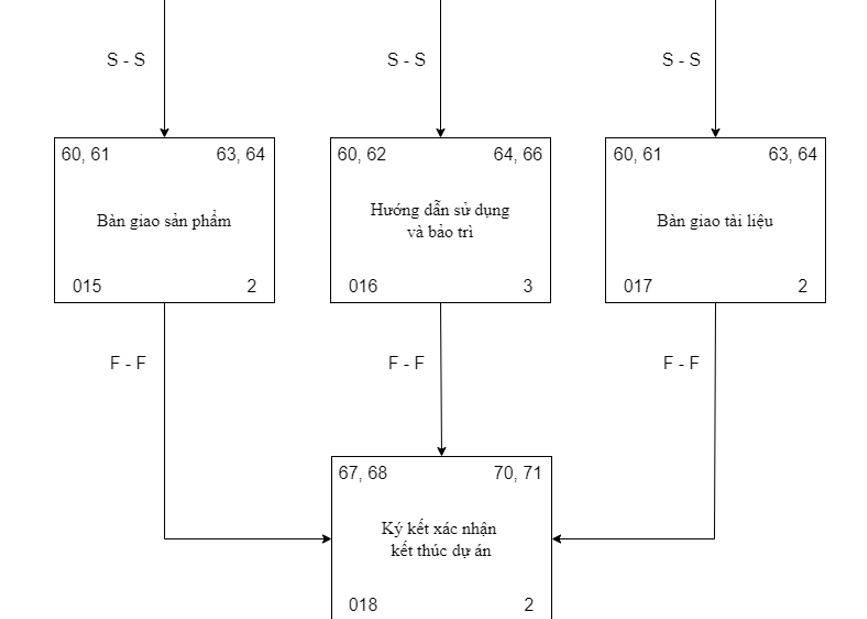 S - S
S - S
S - S
60, 61 63, 64
Bàn giao sản phẩm
015 2
60, 62 64, 66
Hướng dẫn sử dụng
và bảo trì
016 3
60, 61 63, 64
Bàn giao tài liệu
017 2
F - F
F - F
F - F
67, 68 70, 71
Ký kết xác nhận
kết thúc dự án
018 2